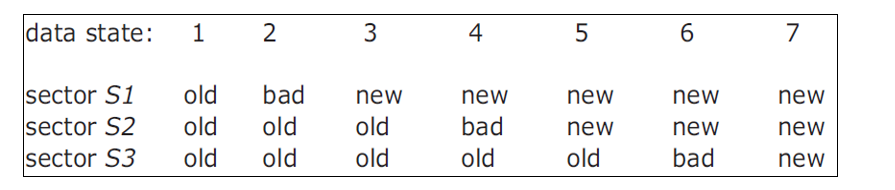 data state: 1 2 3 4 5 6 7
sector S1 old bad new new new new new
sector S2 old old old bad new new new
sector S3 old old old old old bad new